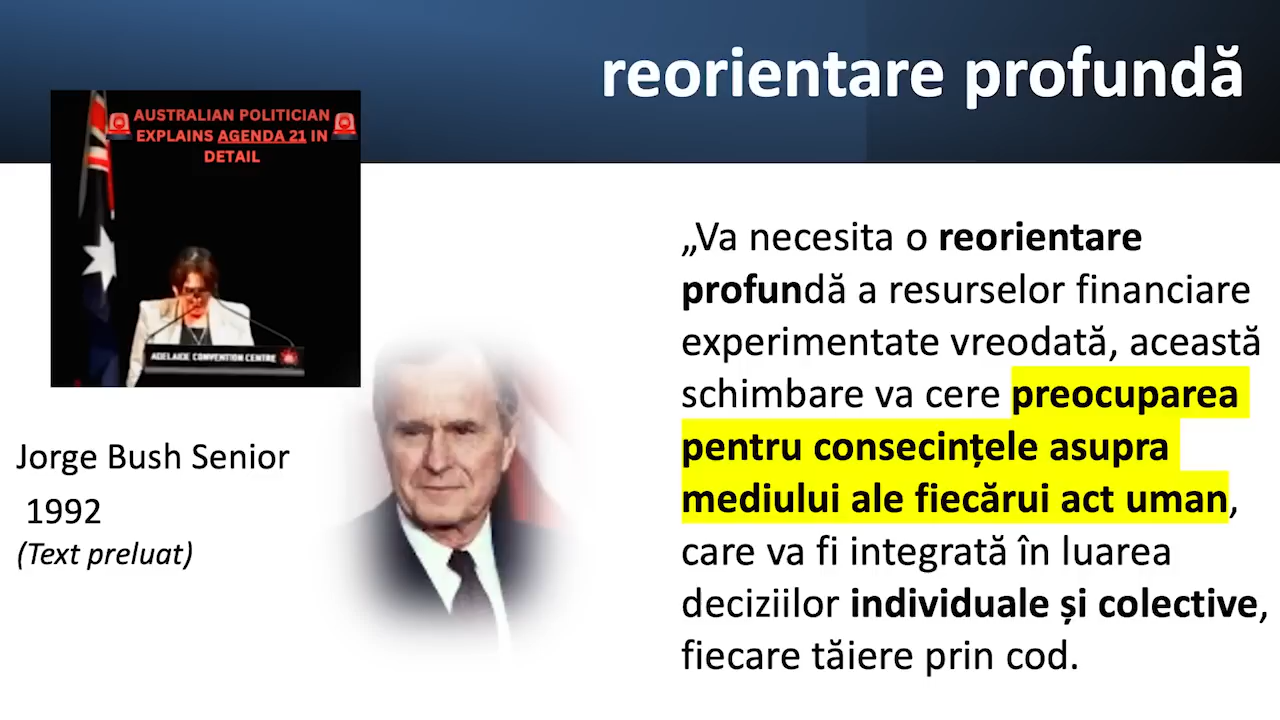 reorientare profundă
AUSTRALIAN POLITICIAN
EXPLAINS AGENDA 21 IN
DETAIL
ADELAIDE CONVENTION CENTRE
Jorge Bush Senior
1992
(Text preluat)
„Va necesita o reorientare
profundă a resurselor financiare
experimentate vreodată, această
schimbare va cere preocuparea
pentru consecințele asupra
mediului ale fiecărui act uman,
care va fi integrată în luarea
deciziilor individuale și colective,
fiecare tăiere prin cod.